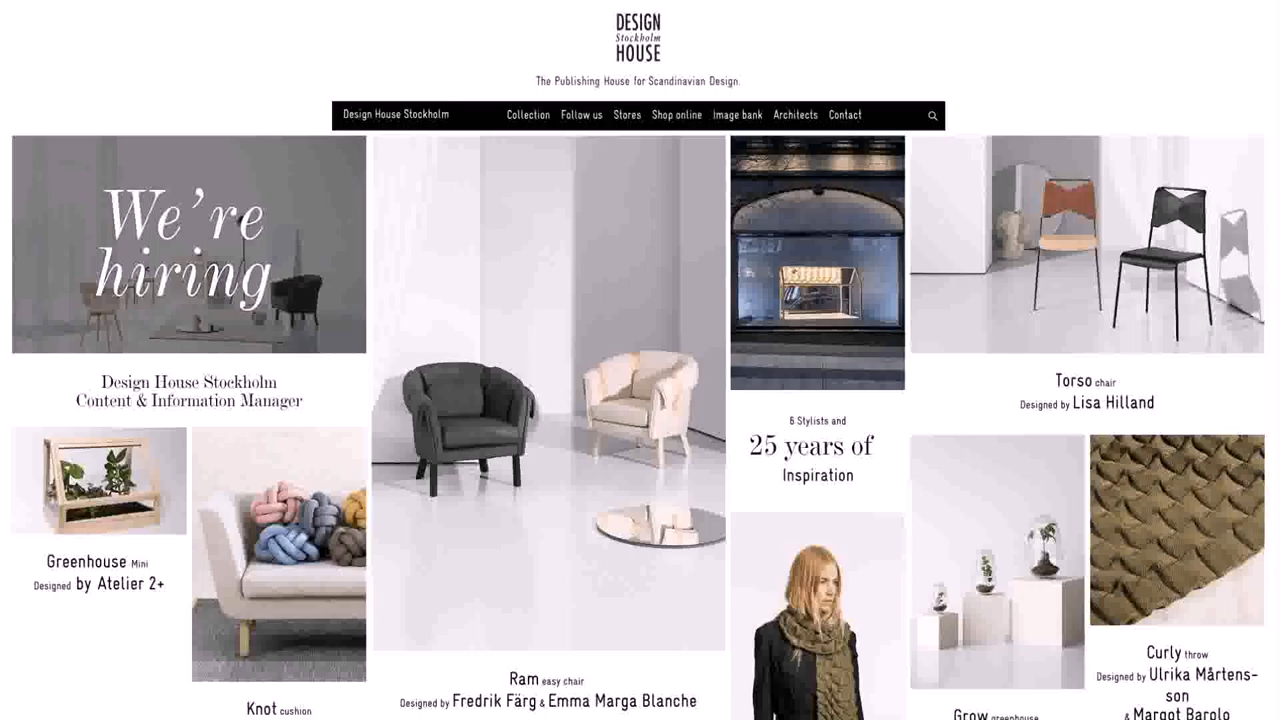 DESIGN
Stockholm
HOUSE
The Publishing House for Scandinavian Design.
Design House Stockholm Collection Follow us Stores Shop online Image bank Architects Contact
We're
hiring
Design House Stockholm
Content & Information Manager
Greenhouse Mini
Designed by Atelier 2+
Knot cushion
Ram easy chair
Designed by Fredrik Färg & Emma Marga Blanche
6 Stylists and
25 years of
Inspiration
Torso chair
Designed by Lisa Hilland
Grow greenhouse
Curly throw
Designed by Ulrika Mårtens-
son
& Margot Barolo